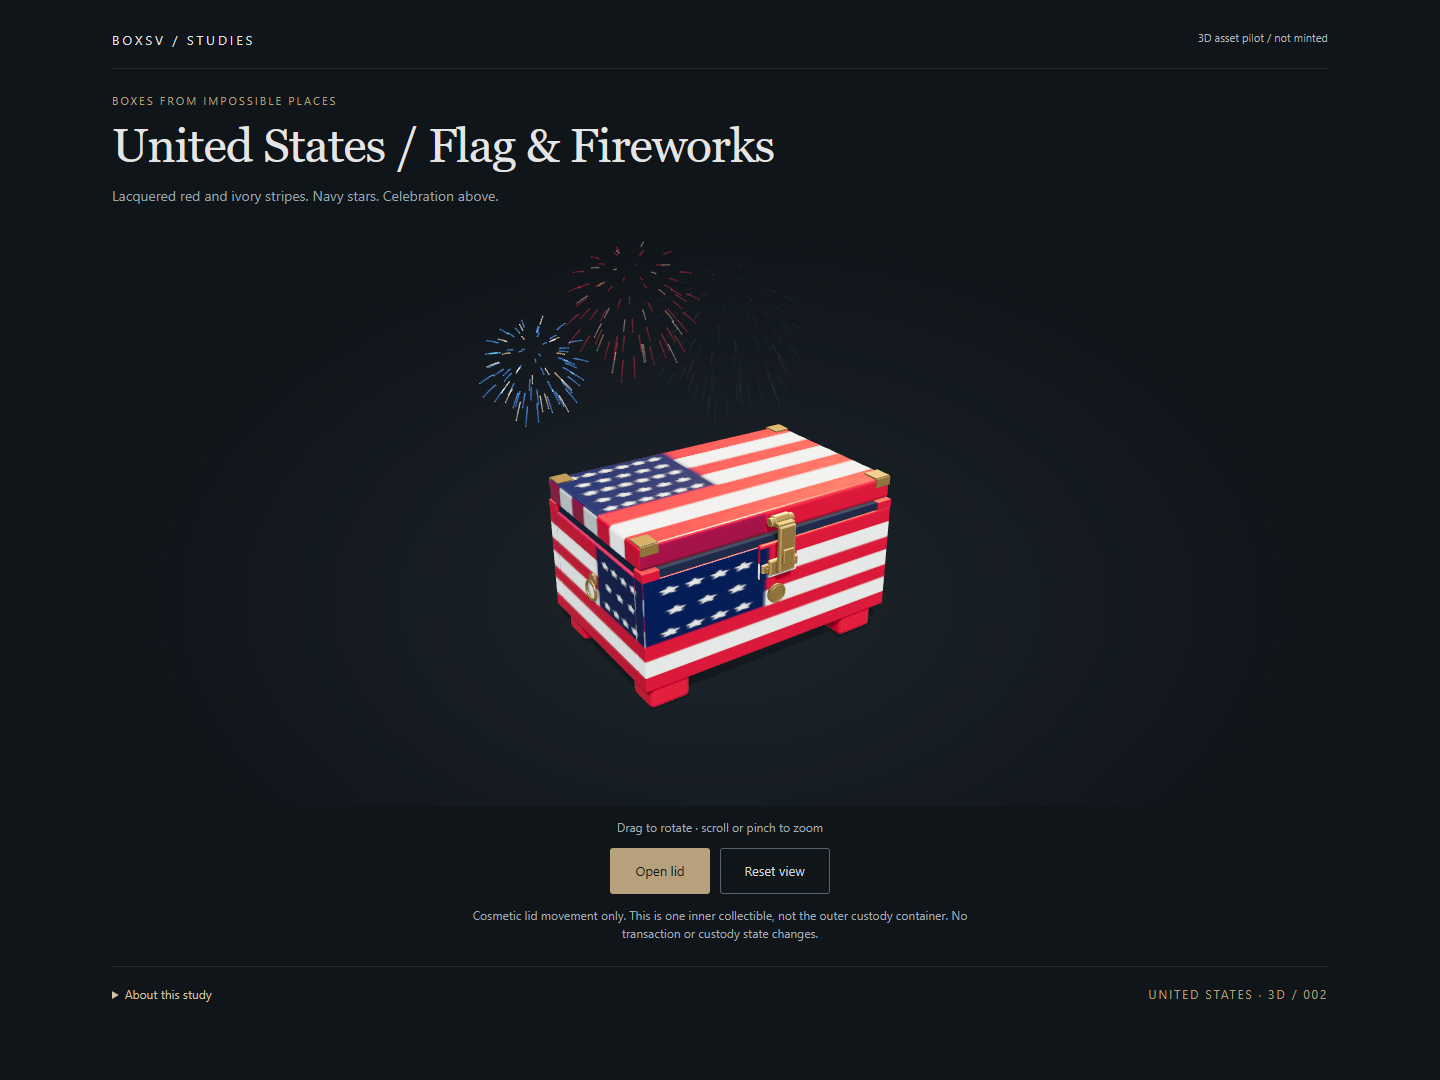 BOXSV / STUDIES
3D asset pilot / not minted
BOXES FROM IMPOSSIBLE PLACES
United States / Flag & Fireworks
Lacquered red and ivory stripes. Navy stars. Celebration above.
Drag to rotate · scroll or pinch to zoom
Open lid
Reset view
Cosmetic lid movement only. This is one inner collectible, not the outer custody container. No
transaction or custody state changes.
About this study
UNITED STATES · 3D / 002